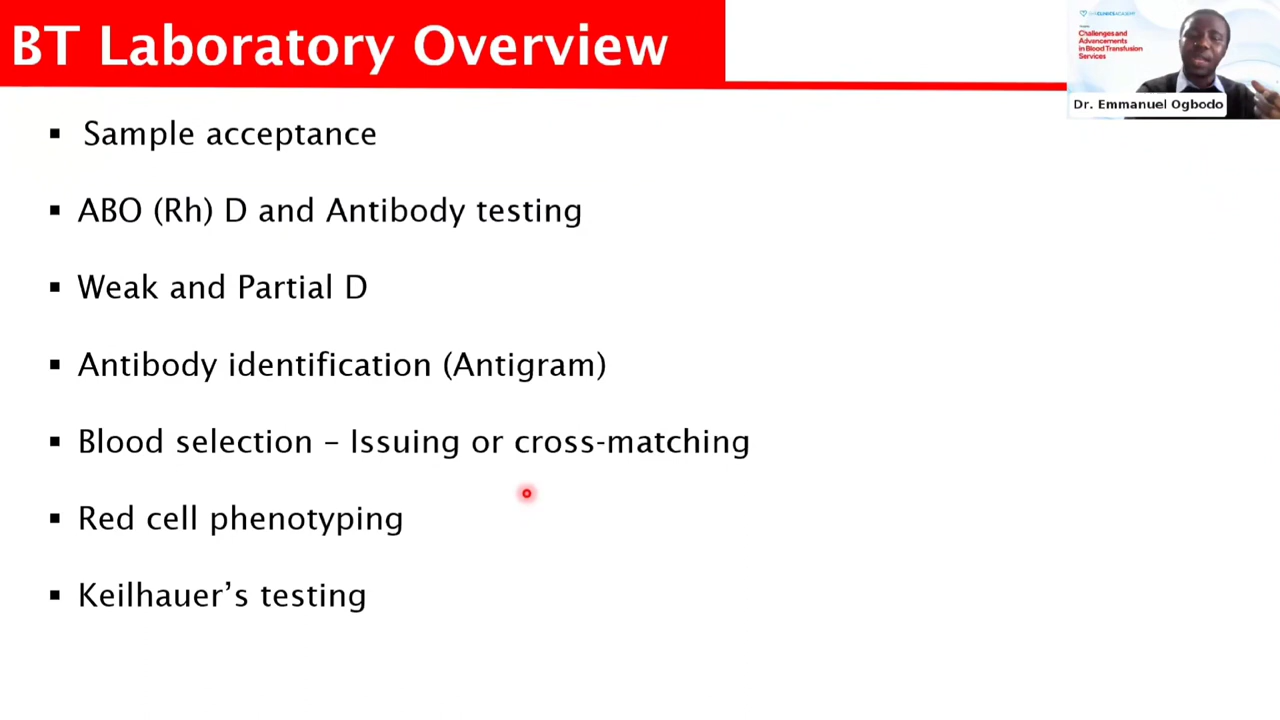 BT Laboratory Overview
▪ Sample acceptance
▪ ABO (Rh) D and Antibody testing
▪ Weak and Partial D
▪ Antibody identification (Antigram)
▪ Blood selection – Issuing or cross-matching
▪ Red cell phenotyping
▪ Keilhauer’s testing
Challenges and
Advancements
in Blood Transfusion
Services
Dr. Emmanuel Ogbodo